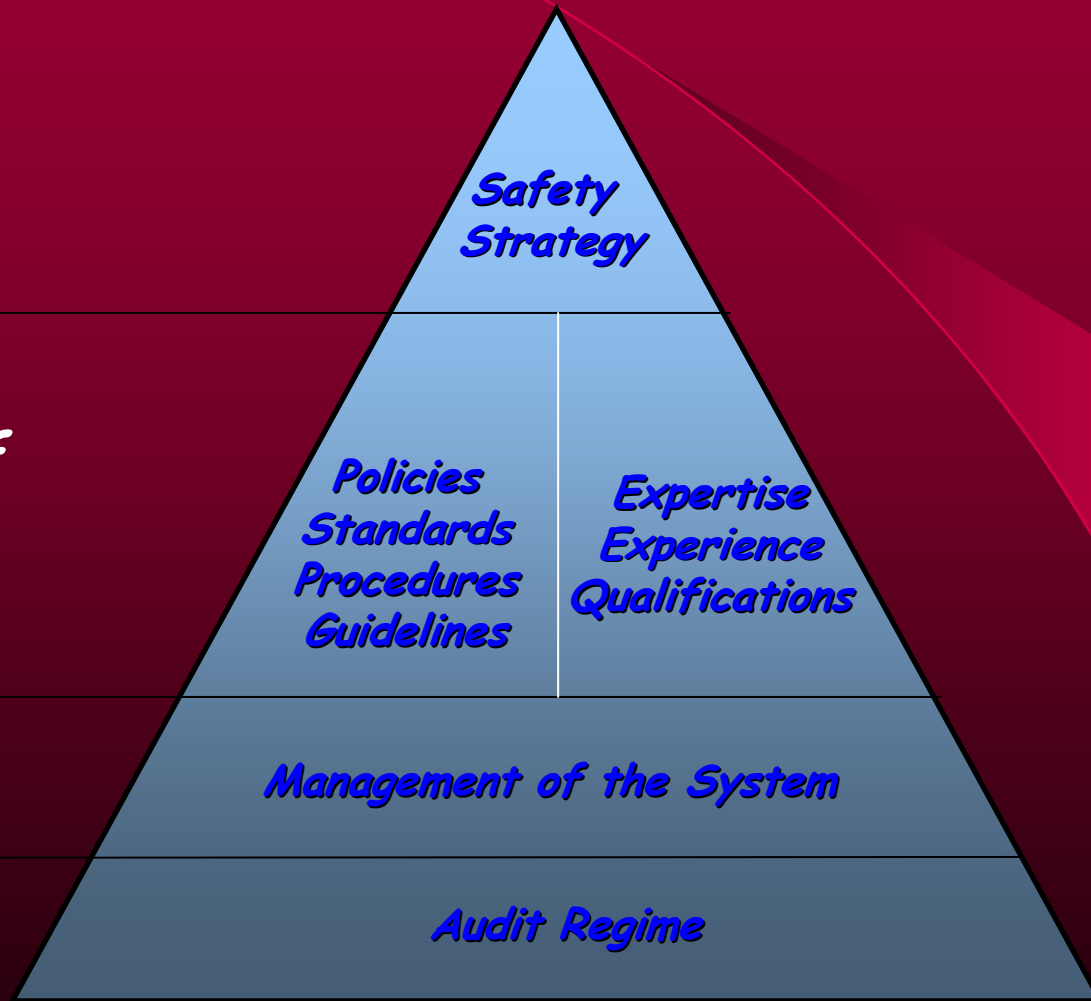 Safety
Strategy
Policies
Standards
Procedures
Guidelines
Expertise
Experience
Qualifications
Management of the System
Audit Regime